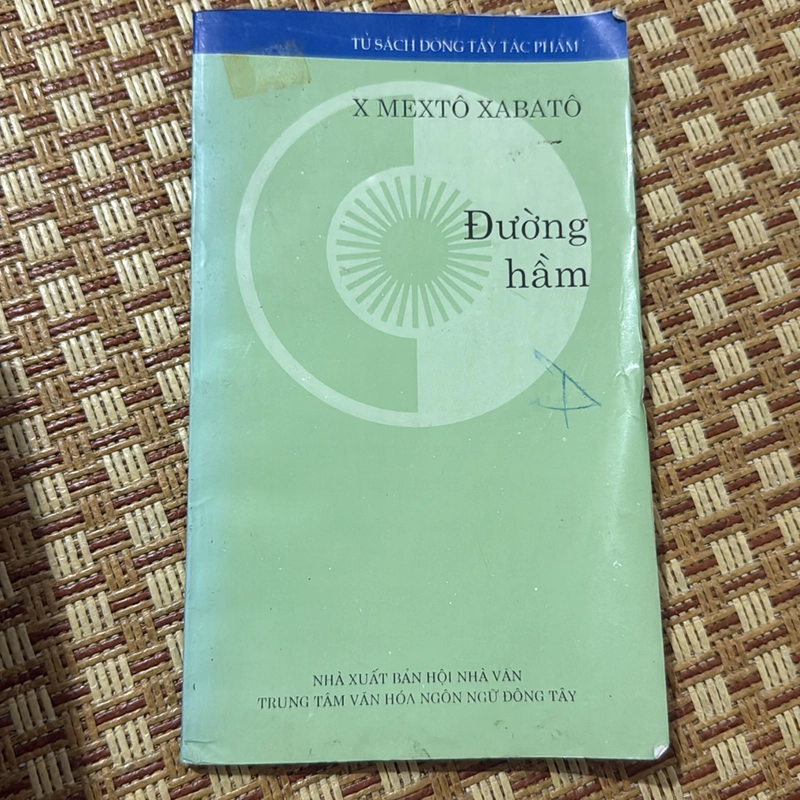 TỦ SÁCH ĐÔNG TÂY TÁC PHẨM
X MEXTÔ XABATÔ
Đường
hầm
NHÀ XUẤT BẢN HỘI NHÀ VĂN
TRUNG TÂM VĂN HÓA NGÔN NGỮ ĐÔNG TÂY